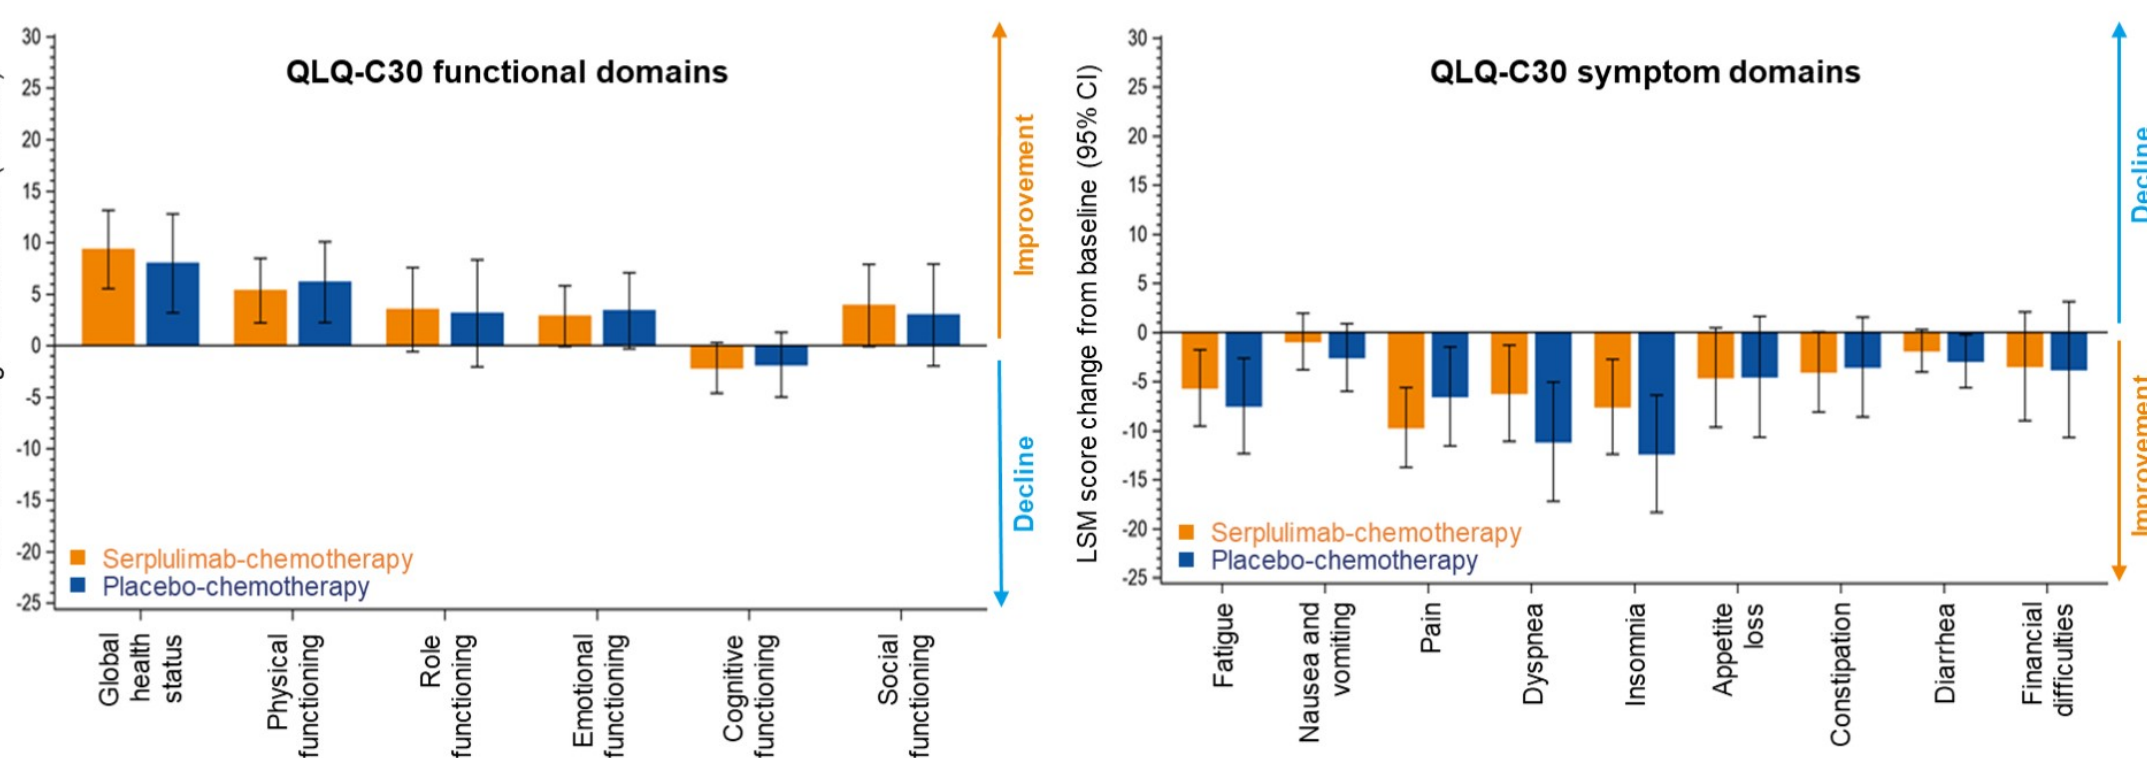 QLQ-C30 functional domains
30
25
20
15
10
5
0
-5
-10
-15
-20
-25
Improvement
Decline
Serplulimab-chemotherapy
Placebo-chemotherapy
Global
health
status
Physical
functioning
Role
functioning
Emotional
functioning
Cognitive
functioning
Social
functioning
QLQ-C30 symptom domains
LSM score change from baseline (95% CI)
30
25
20
15
10
5
0
-5
-10
-15
-20
-25
Decline
Improvement
Serplulimab-chemotherapy
Placebo-chemotherapy
Fatigue
Nausea and
vomiting
Pain
Dyspnea
Insomnia
Appetite
loss
Constipation
Diarrhea
Financial
difficulties